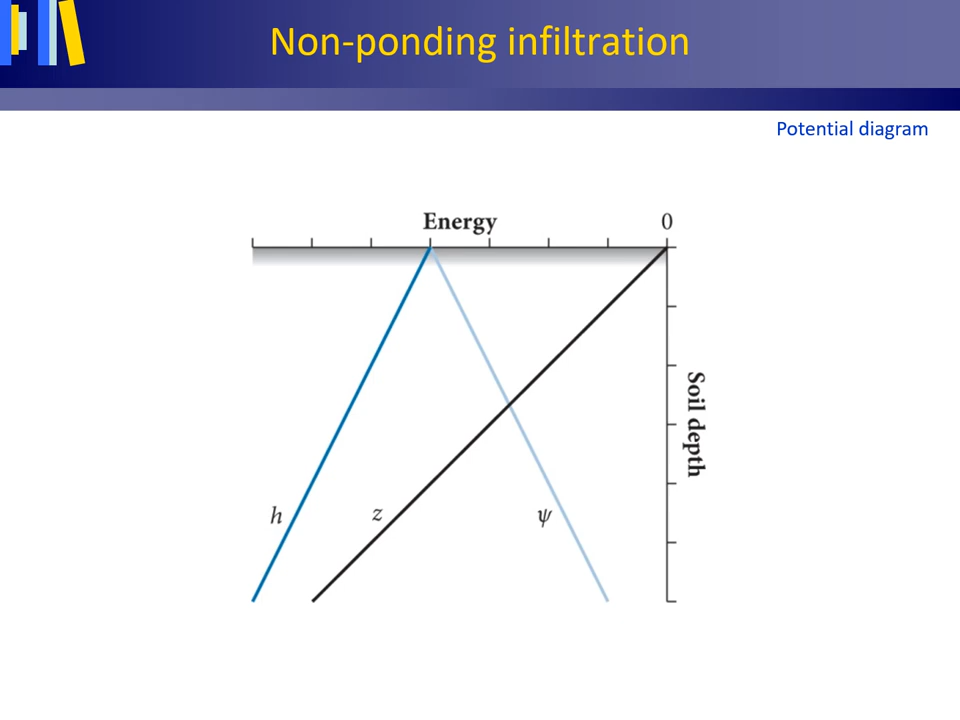 Non-ponding infiltration
Potential diagram
Energy
0
Soil depth
h
z
ψ